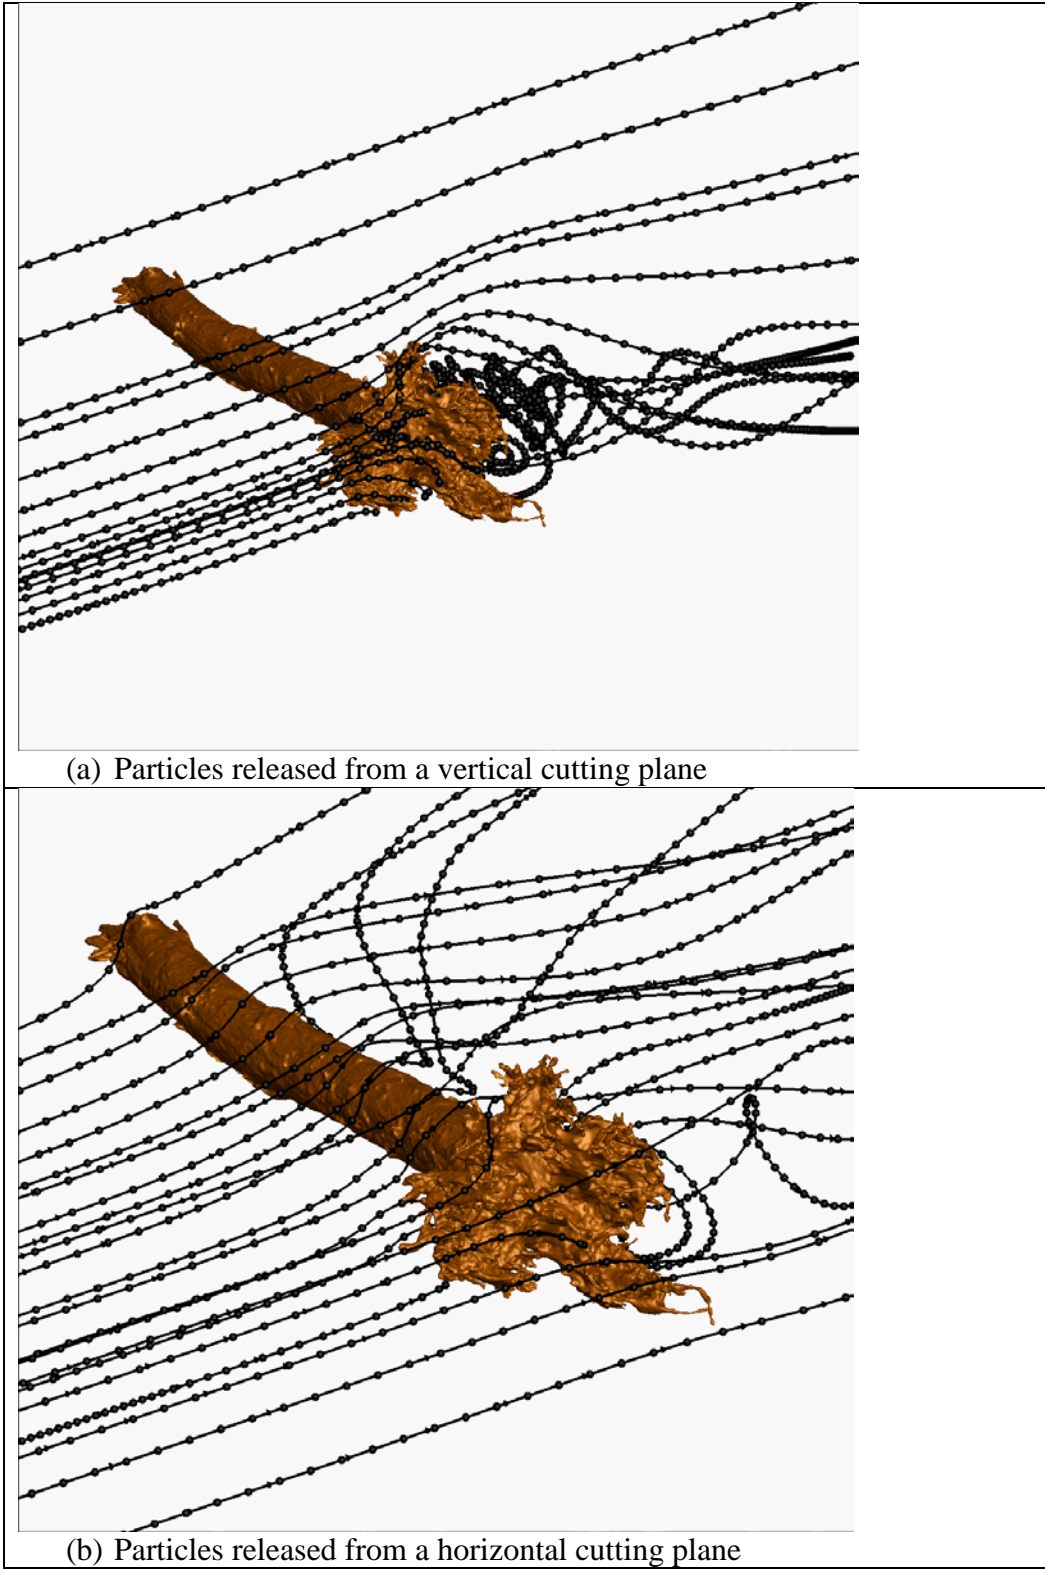 (a) Particles released from a vertical cutting plane
(b) Particles released from a horizontal cutting plane